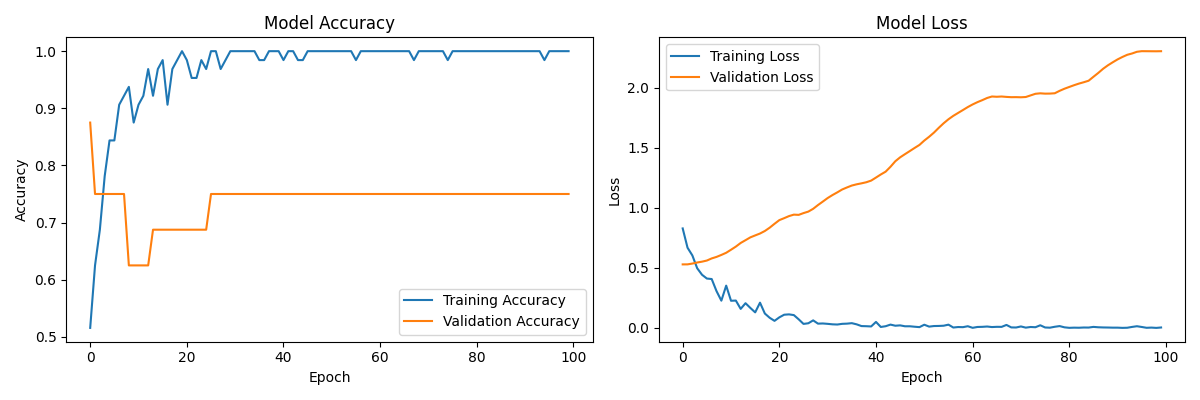 Model Accuracy
1.0
0.9
0.8
0.7
0.6
0.5
Accuracy
0
20
40
60
80
100
Epoch
Training Accuracy
Validation Accuracy
Model Loss
Training Loss
Validation Loss
2.0
1.5
1.0
0.5
0.0
Loss
0
20
40
60
80
100
Epoch